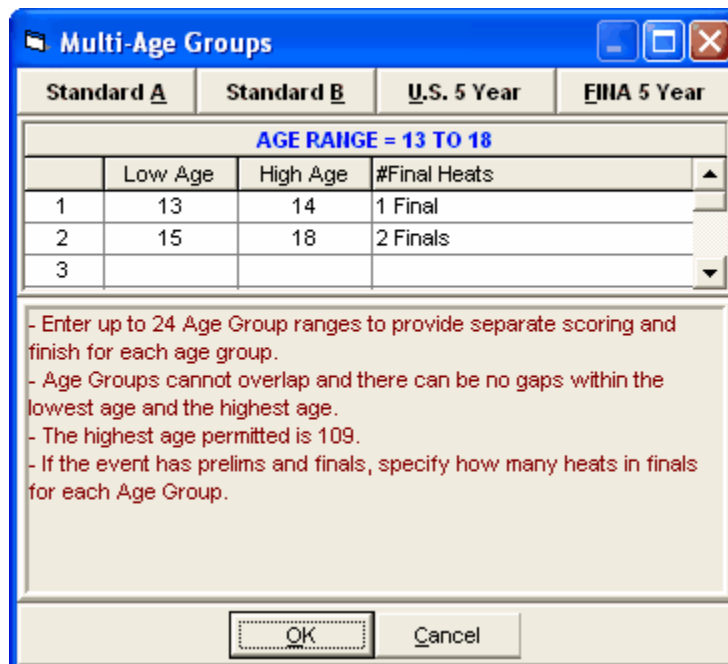 Multi-Age Groups
Standard A Standard B U.S. 5 Year FINA 5 Year
AGE RANGE = 13 TO 18
Low Age High Age #Final Heats
1 13 14 1 Final
2 15 18 2 Finals
3
- Enter up to 24 Age Group ranges to provide separate scoring and
finish for each age group.
- Age Groups cannot overlap and there can be no gaps within the
lowest age and the highest age.
- The highest age permitted is 109.
- If the event has prelims and finals, specify how many heats in finals
for each Age Group.
OK Cancel